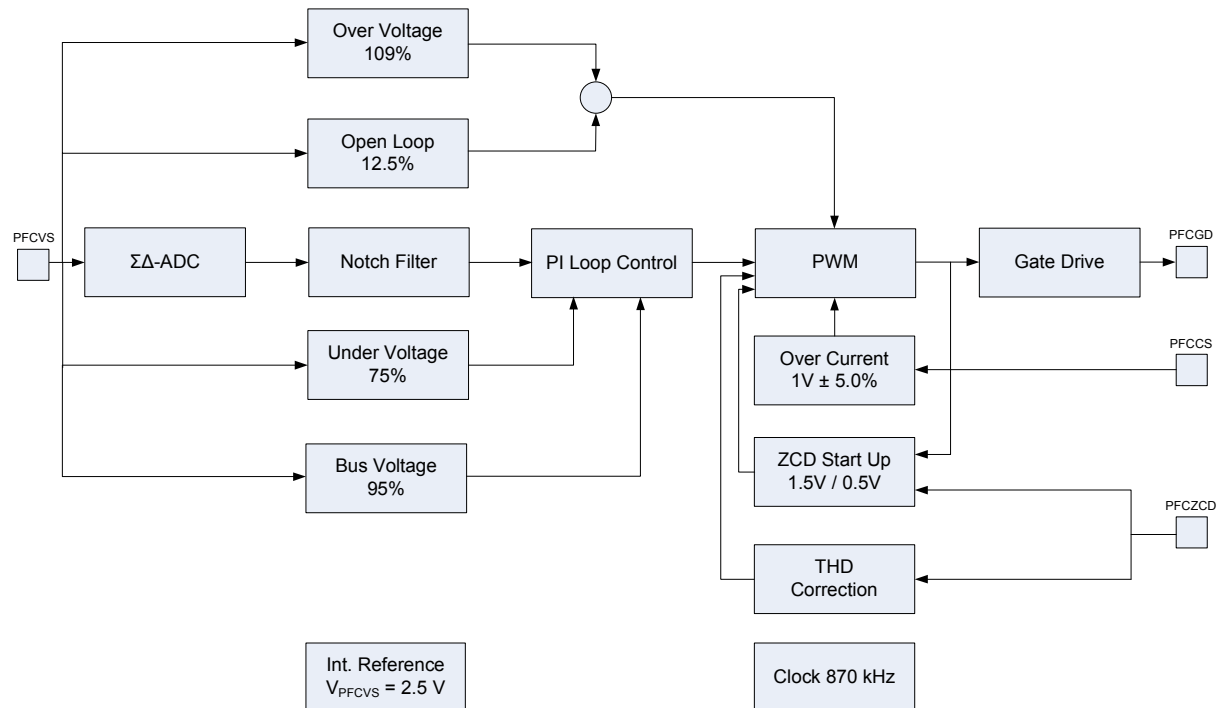 Over Voltage
109%
Open Loop
12.5%
PFCVS
ΣΔ-ADC
Notch Filter
PI Loop Control
PWM
Gate Drive
PFCGD
Under Voltage
75%
Over Current
1V ± 5.0%
PFCCS
Bus Voltage
95%
ZCD Start Up
1.5V / 0.5V
PFCZCD
THD
Correction
Int. Reference
VPFCVS = 2.5 V
Clock 870 kHz